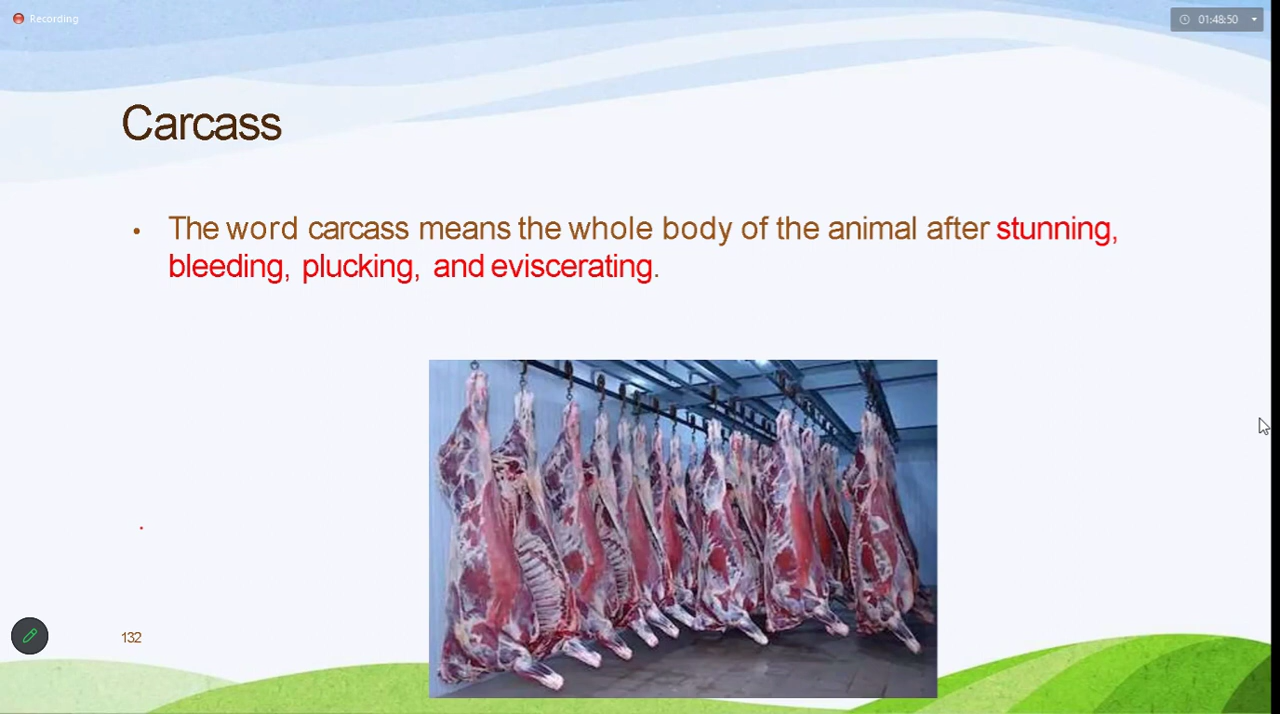 Recording
01:48:50
Carcass
• The word carcass means the whole body of the animal after stunning,
bleeding, plucking, and eviscerating.
132